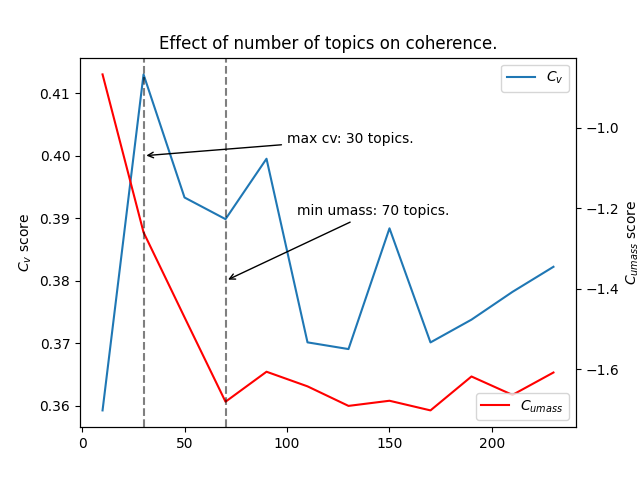 Effect of number of topics on coherence.
C_v
0.41
0.40
0.39
0.38
0.37
0.36
C_v score
max cv: 30 topics.
min umass: 70 topics.
−1.0
−1.2
−1.4
−1.6
C_umass score
C_umass
0
50
100
150
200